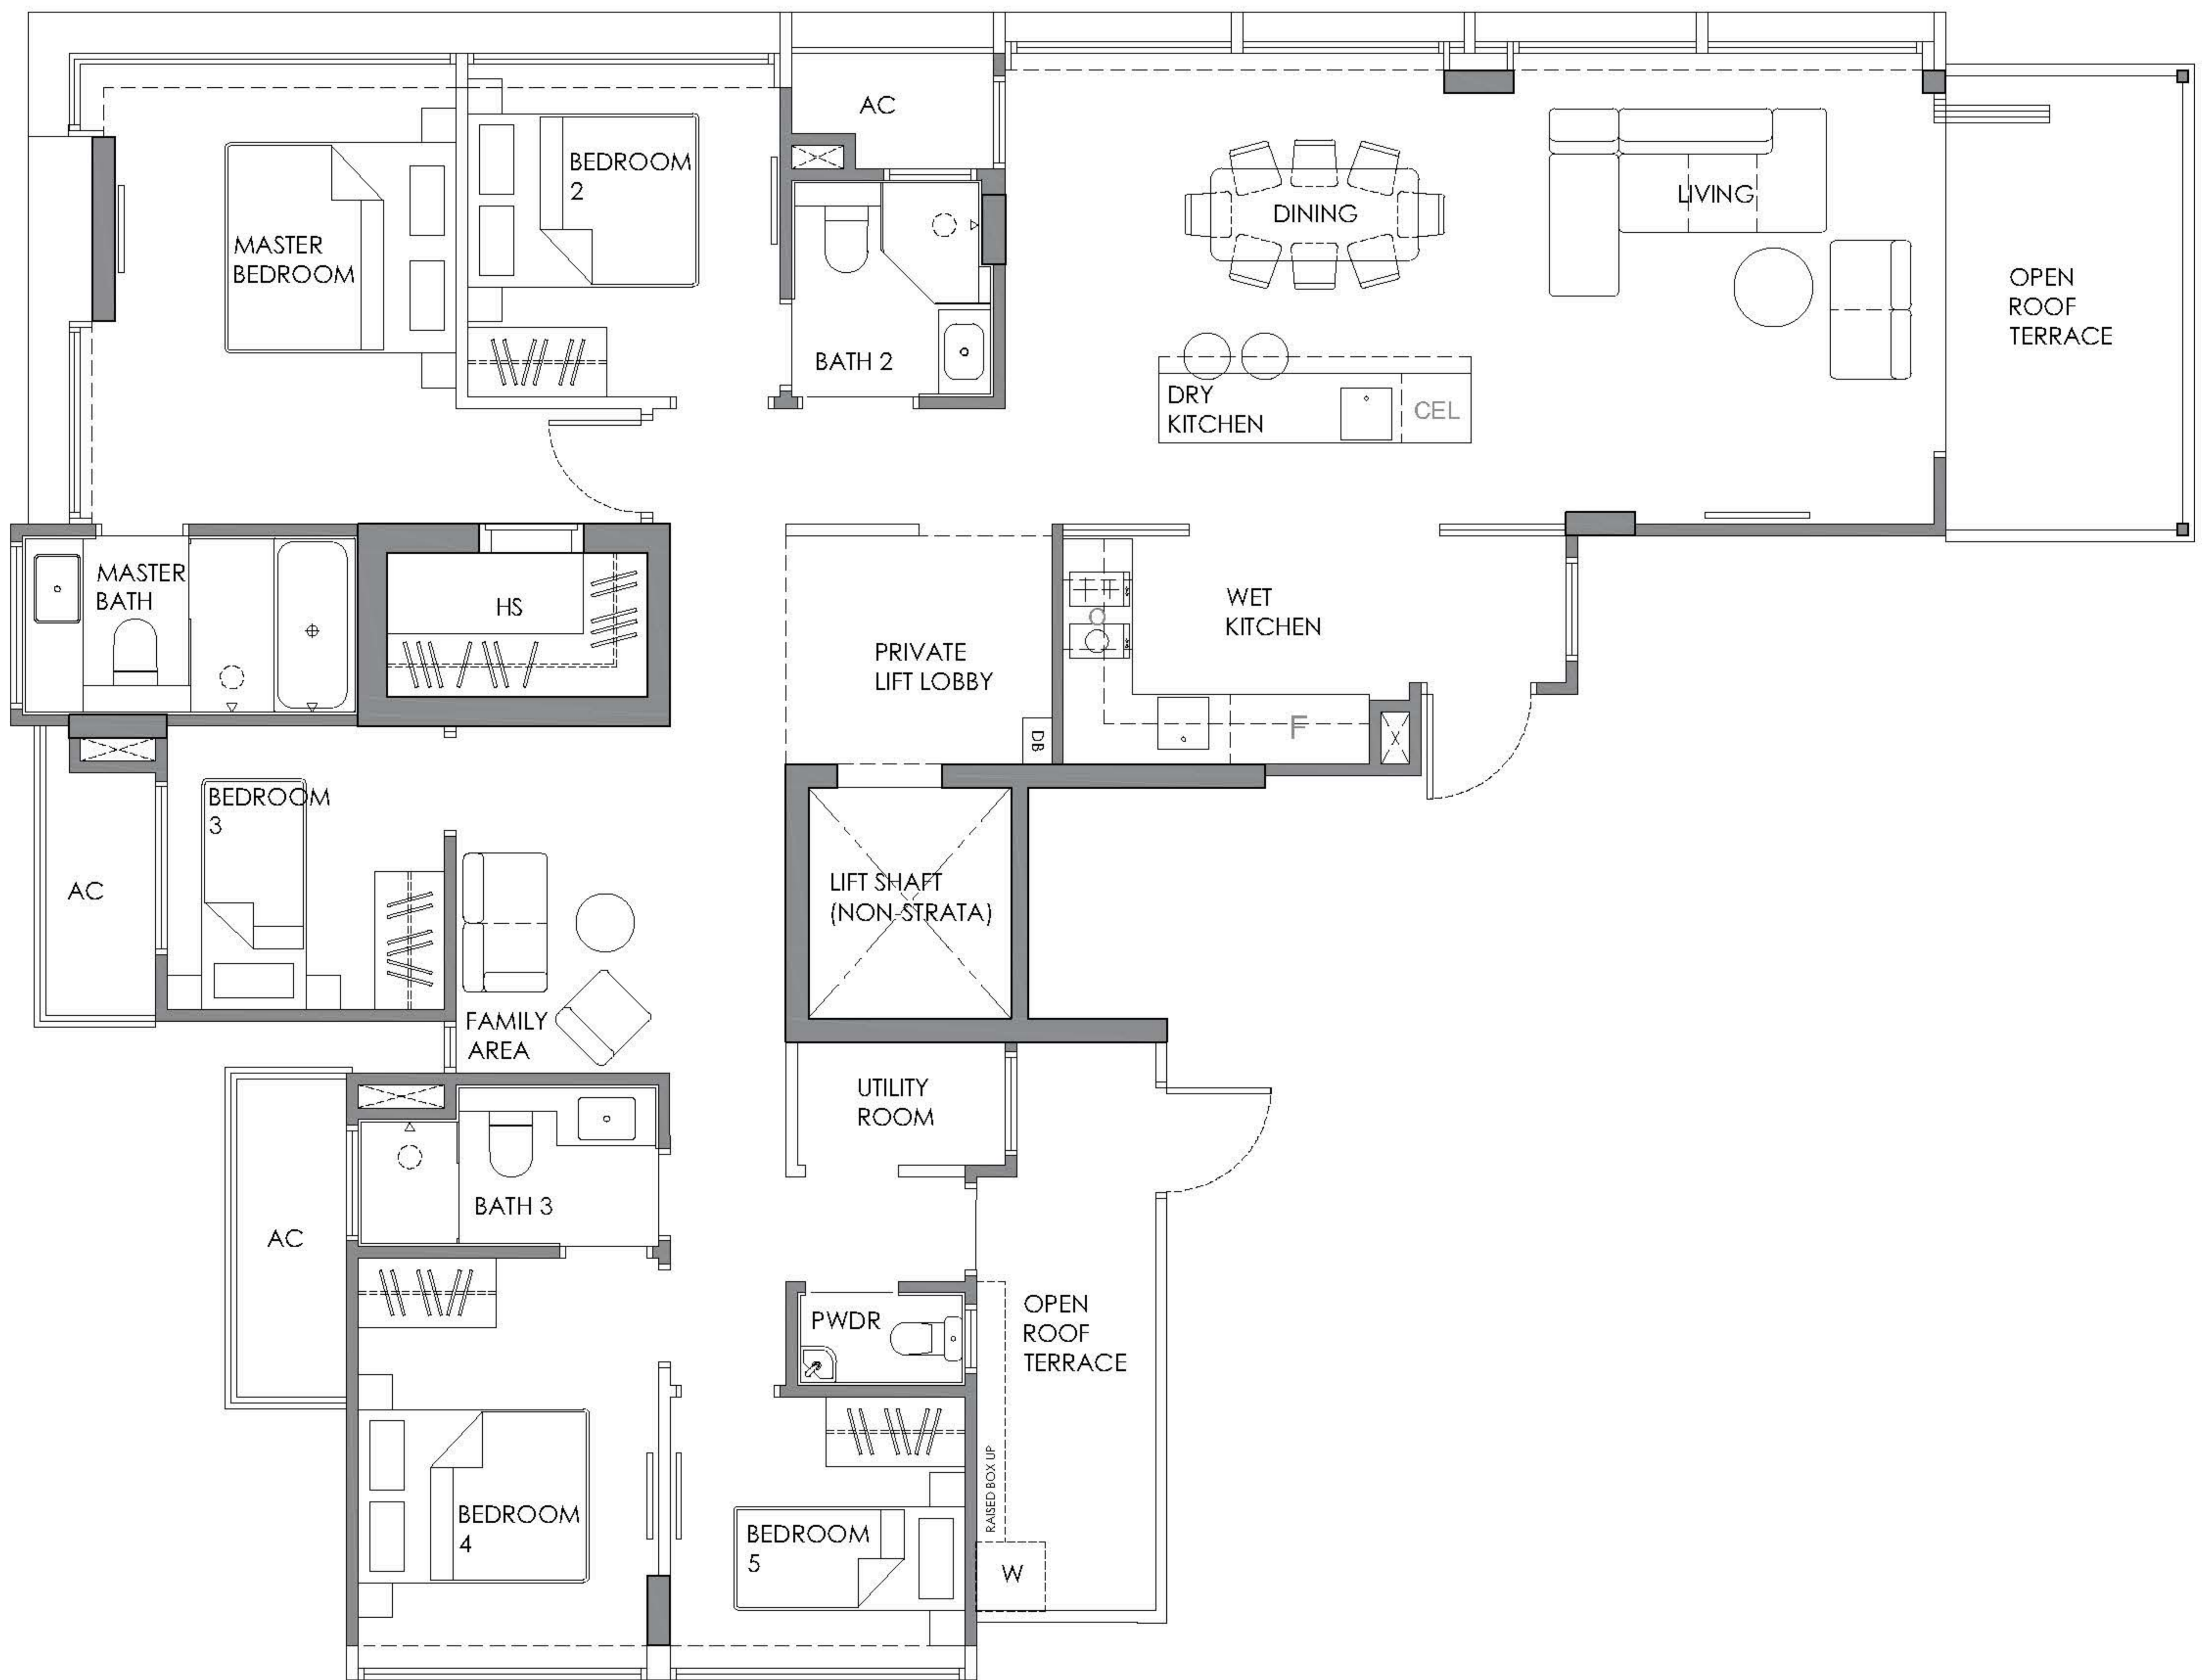 AC
BEDROOM
2
MASTER
BEDROOM
BATH 2
DINING
LIVING
OPEN
ROOF
TERRACE
DRY
KITCHEN
CEL
MASTER
BATH
HS
PRIVATE
LIFT LOBBY
WET
KITCHEN
O
F
DB
BEDROOM
3
AC
LIFT SHAFT
(NON-STRATA)
FAMILY
AREA
UTILITY
ROOM
BATH 3
AC
PWDR
OPEN
ROOF
TERRACE
RAISED BOX UP
BEDROOM
4
BEDROOM
5
W